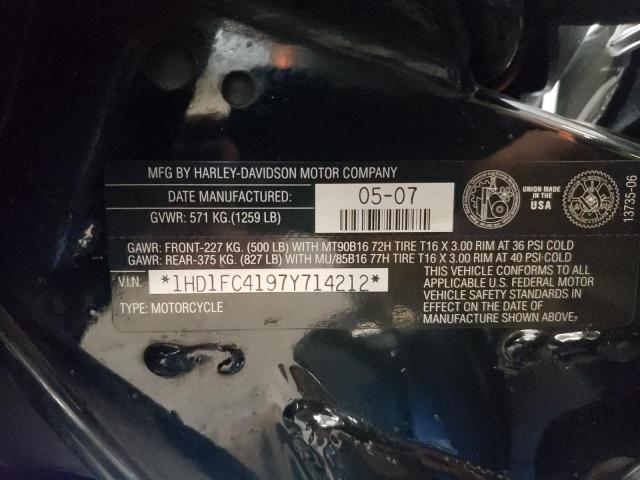 MFG BY HARLEY-DAVIDSON MOTOR COMPANY
DATE MANUFACTURED: 05-07
GVWR: 571 KG.(1259 LB)
UNION MADE
IN THE
USA
13735-06
GAWR: FRONT-227 KG. (500 LB) WITH MT90B16 72H TIRE T16 X 3.00 RIM AT 36 PSI COLD
GAWR: REAR-375 KG. (827 LB) WITH MU/85B16 77H TIRE T16 X 3.00 RIM AT 40 PSI COLD
V.I.N. *1HD1FC4197Y714212*
TYPE: MOTORCYCLE
THIS VEHICLE CONFORMS TO ALL
APPLICABLE U.S. FEDERAL MOTOR
VEHICLE SAFETY STANDARDS IN
EFFECT ON THE DATE OF
MANUFACTURE SHOWN ABOVE.